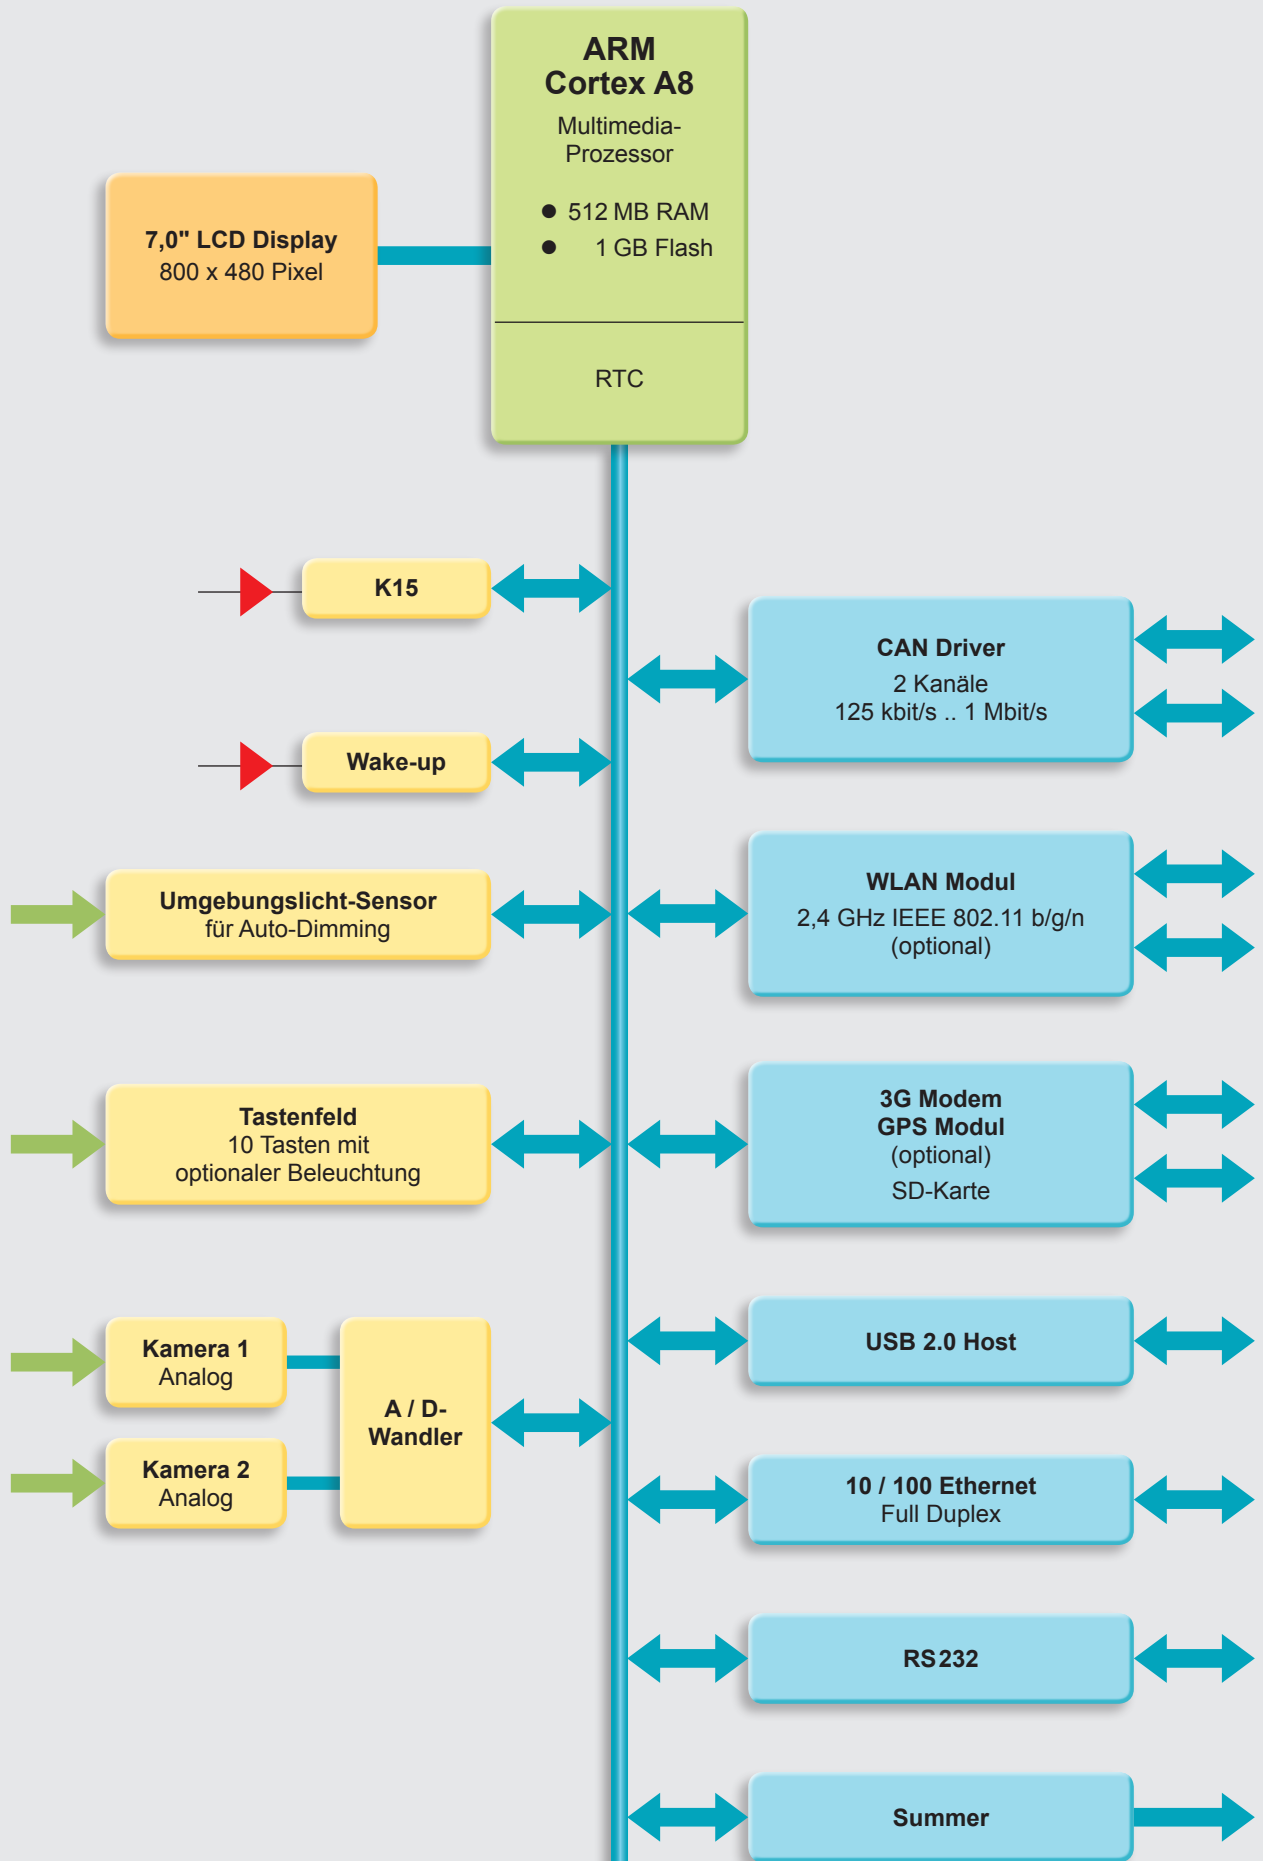 ARM
Cortex A8
Multimedia-
Prozessor
● 512 MB RAM
● 1 GB Flash
RTC
7,0" LCD Display
800 x 480 Pixel
K15
Wake-up
Umgebungslicht-Sensor
für Auto-Dimming
Tastenfeld
10 Tasten mit
optionaler Beleuchtung
Kamera 1
Analog
Kamera 2
Analog
A / D-
Wandler
CAN Driver
2 Kanäle
125 kbit/s .. 1 Mbit/s
WLAN Modul
2,4 GHz IEEE 802.11 b/g/n
(optional)
3G Modem
GPS Modul
(optional)
SD-Karte
USB 2.0 Host
10 / 100 Ethernet
Full Duplex
RS232
Summer